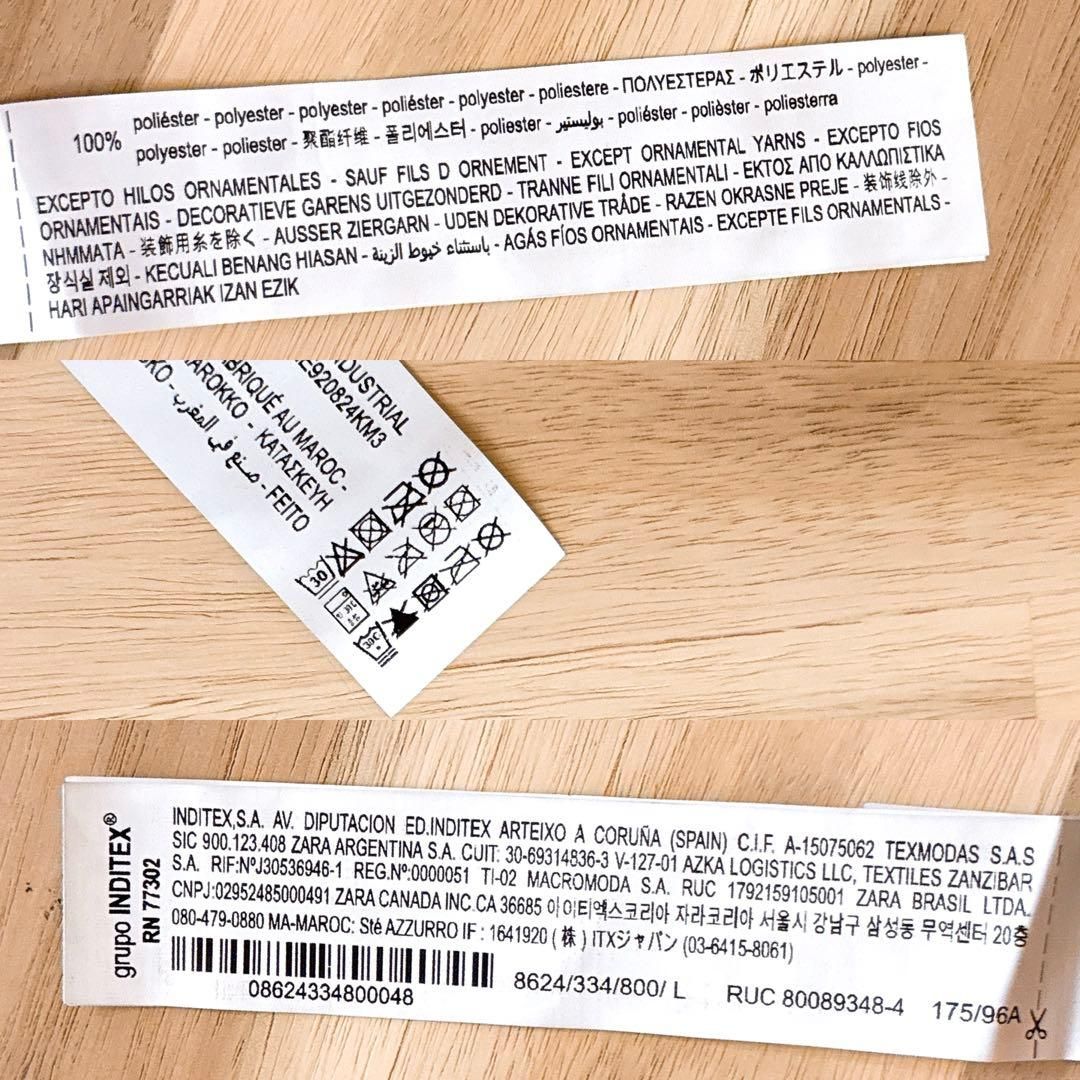 100%
poliéster - polyester - polyester - poliéster - polyester - poliestere - ΠΟΛΥΕΣΤΕΡΑΣ - ポリエステル - polyester -
polyester - poliester - 聚酯纤维 - 폴리에스터 - poliester - بوليستير - poliéster - polièster - poliesterra
EXCEPTO HILOS ORNAMENTALES - SAUF FILS D ORNEMENT - EXCEPT ORNAMENTAL YARNS - EXCEPTO FIOS
ORNAMENTAIS - DECORATIEVE GARENS UITGEZONDERD - TRANNE FILI ORNAMENTALI - ΕΚΤΟΣ ΑΠΟ ΚΑΛΛΩΠΙΣΤΙΚΑ
ΝΗΜΜΑΤΑ - 装飾用糸を除く - AUSSER ZIERGARN - UDEN DEKORATIVE TRÅDE - RAZEN OKRASNE PREJE - 装饰线除外 -
장식실 제외 - KECUALI BENANG HIASAN - باستثناء خيوط الزينة - AGÁS FÍOS ORNAMENTAIS - EXCEPTE FILS ORNAMENTALS -
HARI APAINGARRIAK IZAN EZIK
INDUSTRIAL
E920824KM3
FABRIQUÉ AU MAROC -
MAROKKO - ΚΑΤΑΣΚΕΥΗ
صنع في المغرب - FEITO
30
30°C
30°C
grupo INDITEX®
RN 77302
INDITEX,S.A. AV. DIPUTACION ED.INDITEX ARTEIXO A CORUÑA (SPAIN) C.I.F. A-15075062 TEXMODAS S.A.S
SIC 900.123.408 ZARA ARGENTINA S.A. CUIT: 30-69314836-3 V-127-01 AZKA LOGISTICS LLC, TEXTILES ZANZIBAR
S.A. RIF:NºJ30536946-1 REG.Nº:0000051 TI-02 MACROMODA S.A. RUC 1792159105001 ZARA BRASIL LTDA.
CNPJ:02952485000491 ZARA CANADA INC.CA 36685 아이티엑스코리아 자라코리아 서울시 강남구 삼성동 무역센터 20층
080-479-0880 MA-MAROC: Sté AZZURRO IF : 1641920 (株) ITXジャパン (03-6415-8061)
08624334800048
8624/334/800/ L
RUC 80089348-4
175/96A